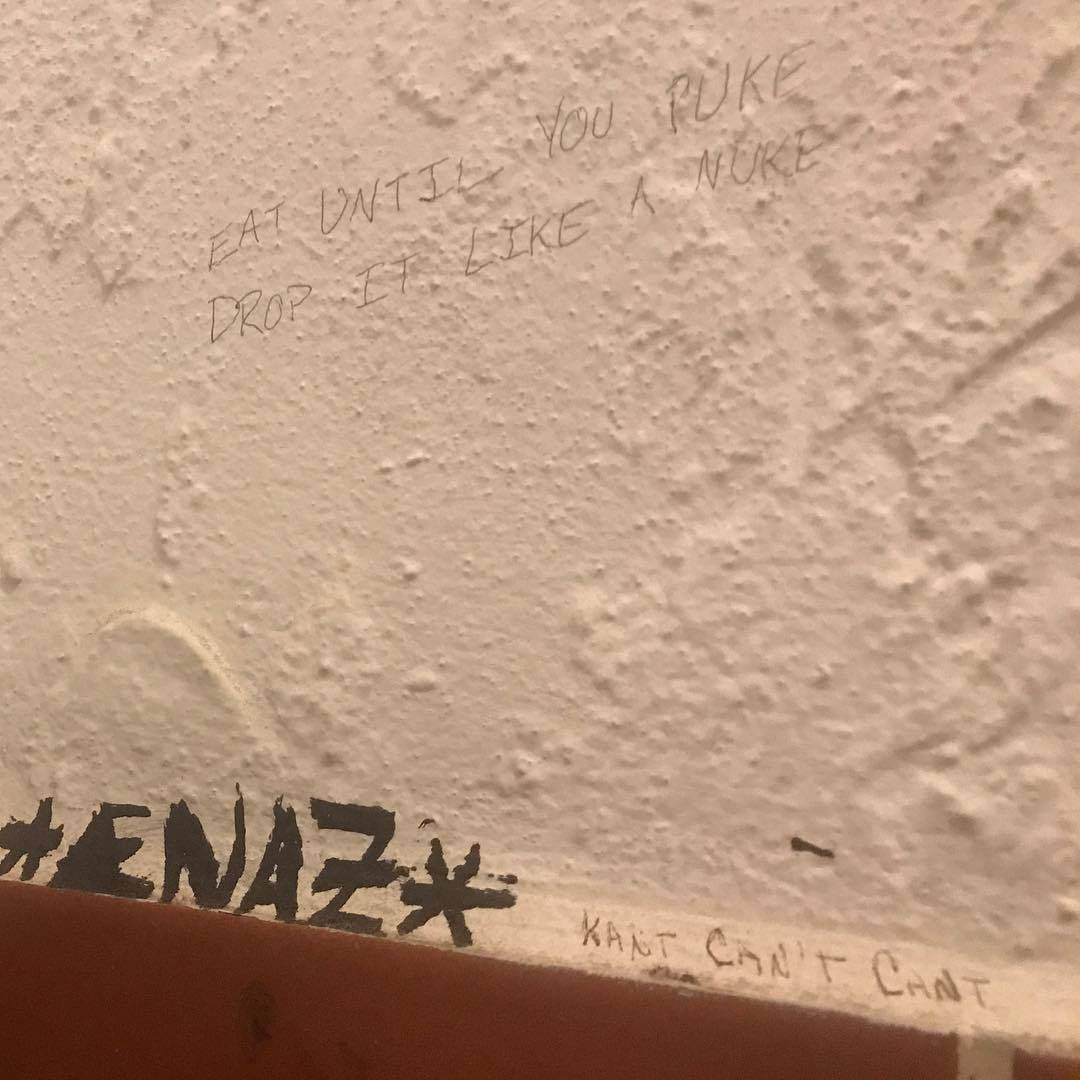 EAT UNTIL YOU PUKE
DROP IT LIKE A NUKE
*ENAZ*
KANT CAN'T CANT